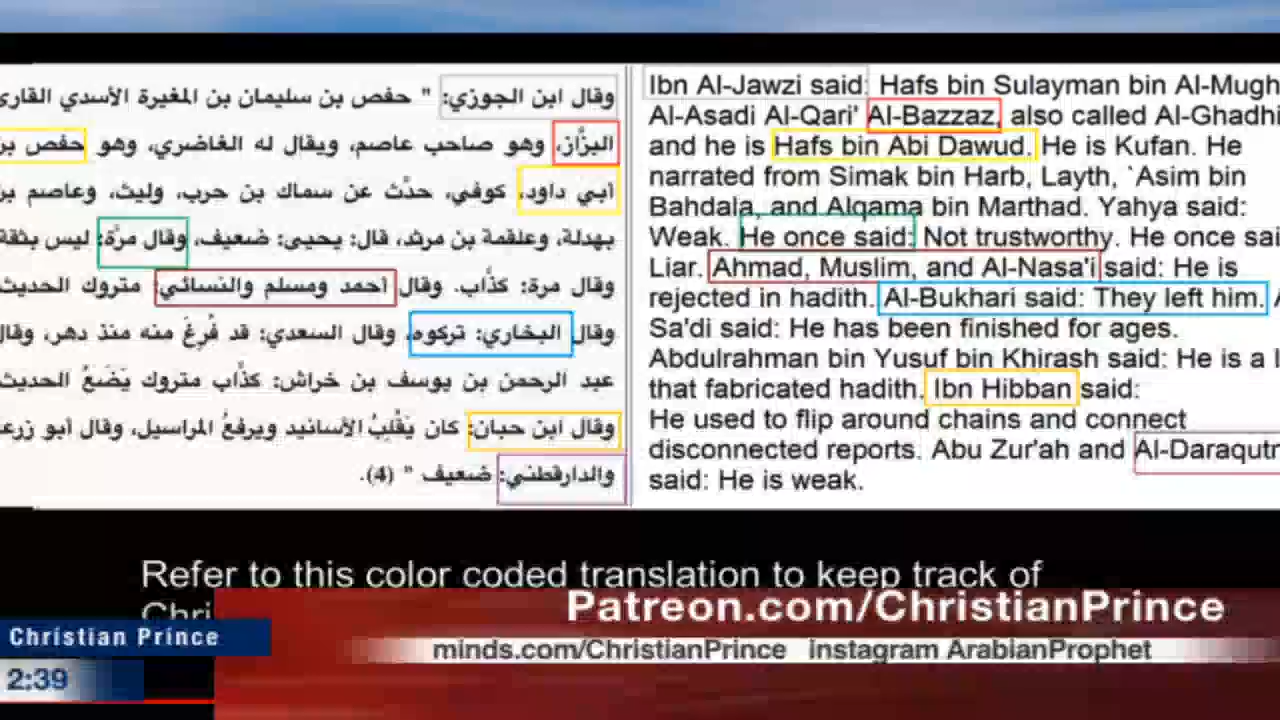 وقال ابن الجوزي: " حفص بن سليمان بن المغيرة الأسدي القارى
البزَّاز، وهو صاحب عاصم، ويقال له الغاضري، وهو حفص بن
أبي داود، كوفي، حدَّث عن سماك بن حرب، وليث، وعاصم بن
بهدلة، وعلقمة بن مرثد، قال: يحيى: ضعيف، وقال مرَّة: ليس بثقة
وقال مرة: كذَّاب. وقال أحمد ومسلم والنسائي: متروك الحديث
وقال البخاري: تركوه، وقال السعدي: قد فُرِغَ منه منذ دهر، وقال
عبد الرحمن بن يوسف بن خراش: كذَّاب متروك يَضَعُ الحديث
وقال ابن حبان: كان يَقْلِبُ الأسانيد ويرفعُ المراسيل، وقال أبو زرع
والدارقطني: ضعيف " (4).
Ibn Al-Jawzi said: Hafs bin Sulayman bin Al-Mugh
Al-Asadi Al-Qari' Al-Bazzaz, also called Al-Ghadhi
and he is Hafs bin Abi Dawud. He is Kufan. He
narrated from Simak bin Harb, Layth, `Asim bin
Bahdala, and Alqama bin Marthad. Yahya said:
Weak. He once said: Not trustworthy. He once sai
Liar. Ahmad, Muslim, and Al-Nasa'i said: He is
rejected in hadith. Al-Bukhari said: They left him. A
Sa'di said: He has been finished for ages.
Abdulrahman bin Yusuf bin Khirash said: He is a l
that fabricated hadith. Ibn Hibban said:
He used to flip around chains and connect
disconnected reports. Abu Zur'ah and Al-Daraqutn
said: He is weak.
Refer to this color coded translation to keep track of
Chri
Patreon.com/ChristianPrince
Christian Prince
minds.com/ChristianPrince instagram ArabianProphet
2:39